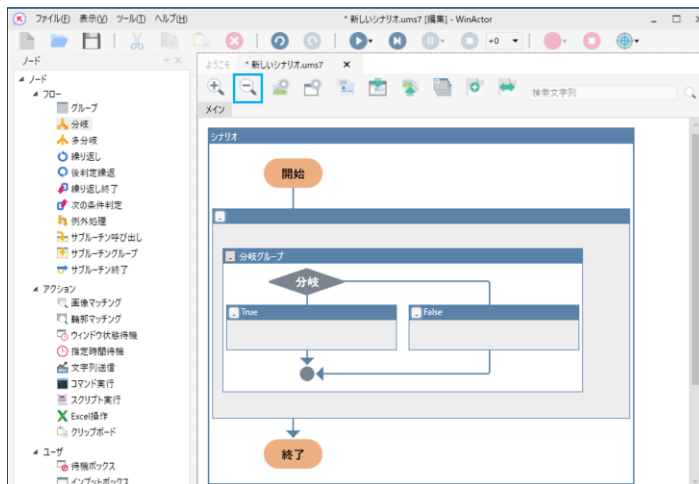 ファイル(F) 表示(V) ツール(T) ヘルプ(H)
* 新しいシナリオ.ums7 [編集] - WinActor
+0
ノード
ようこそ
* 新しいシナリオ.ums7
検索文字列
メイン
ノード
フロー
グループ
分岐
多分岐
繰り返し
後判定繰返
繰り返し終了
次の条件判定
例外処理
サブルーチン呼び出し
サブルーチングループ
サブルーチン終了
アクション
画像マッチング
輪郭マッチング
ウィンドウ状態待機
指定時間待機
文字列送信
コマンド実行
スクリプト実行
Excel操作
クリップボード
ユーザ
待機ボックス
インプットボックス
シナリオ
開始
分岐グループ
分岐
True
False
終了